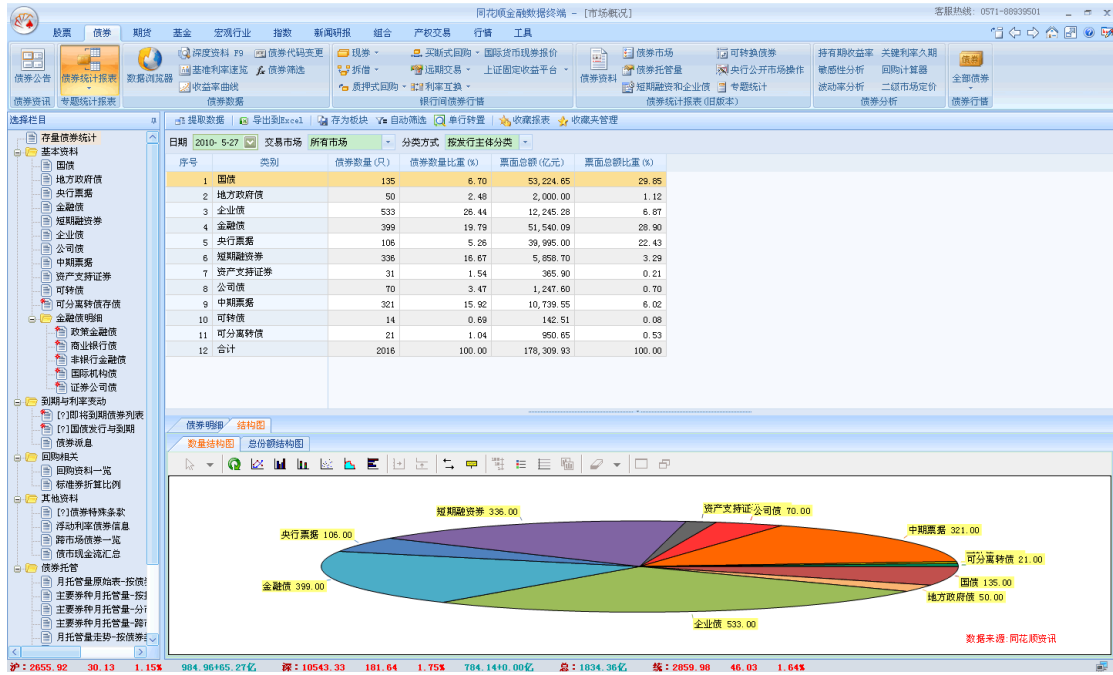 同花顺金融数据终端 - [市场概况]
客服热线: 0571-88939501
股票 债券 期货 基金 宏观行业 指数 新闻研报 组合 产权交易 行情 工具
债券公告 债券统计报表 数据浏览器
深度资料 F9 债券代码变更
基准利率速览 债券筛选
收益率曲线
现券 买断式回购 国际货币现券报价
拆借 远期交易 上证固定收益平台
质押式回购 利率互换
债券资料
债券市场 可转换债券
债券托管量 央行公开市场操作
短期融资和企业债 专题统计
持有期收益率 关键利率久期
敏感性分析 回购计算器
波动率分析 二级市场定价
全部债券
债券资讯 专题统计报表 债券数据 银行间债券行情 债券统计报表(旧版本) 债券分析 债券行情
选择栏目
存量债券统计
基本资料
国债
地方政府债
央行票据
金融债
短期融资券
企业债
公司债
中期票据
资产支持证券
可转债
可分离转债存债
金融债明细
政策金融债
商业银行债
非银行金融债
国际机构债
证券公司债
到期与利率变动
[?]即将到期债券列表
[?]国债发行与到期
债券派息
回购相关
回购资料一览
标准券折算比例
其他资料
[?]债券特殊条款
浮动利率债券信息
跨市场债券一览
债市现金流汇总
债券托管
月托管量原始表-按债
主要券种月托管量-按
主要券种月托管量-分
主要券种月托管量-跨
月托管量走势-按债券
提取数据 导出到Excel 存为板块 自动筛选 单行转置 收藏报表 收藏夹管理
日期 2010- 5-27 交易市场 所有市场 分类方式 按发行主体分类
序号 类别 债券数量(只) 债券数量比重(%) 票面总额(亿元) 票面总额比重(%)
1 国债 135 6.70 53,224.65 29.85
2 地方政府债 50 2.48 2,000.00 1.12
3 企业债 533 26.44 12,245.28 6.87
4 金融债 399 19.79 51,540.09 28.90
5 央行票据 106 5.26 39,995.00 22.43
6 短期融资券 336 16.67 5,858.70 3.29
7 资产支持证券 31 1.54 365.90 0.21
8 公司债 70 3.47 1,247.60 0.70
9 中期票据 321 15.92 10,739.55 6.02
10 可转债 14 0.69 142.51 0.08
11 可分离转债 21 1.04 950.65 0.53
12 合计 2016 100.00 178,309.93 100.00
债券明细 结构图
数量结构图 总份额结构图
短期融资券 336.00
资产支持证
公司债 70.00
央行票据 106.00
中期票据 321.00
可分离转债 21.00
金融债 399.00
国债 135.00
地方政府债 50.00
企业债 533.00
数据来源:同花顺资讯
沪:2655.92 30.13 1.15% 984.96+65.27亿 深:10543.33 181.64 1.75% 784.14+0.00亿 总:1834.36亿 综:2859.98 46.03 1.64%